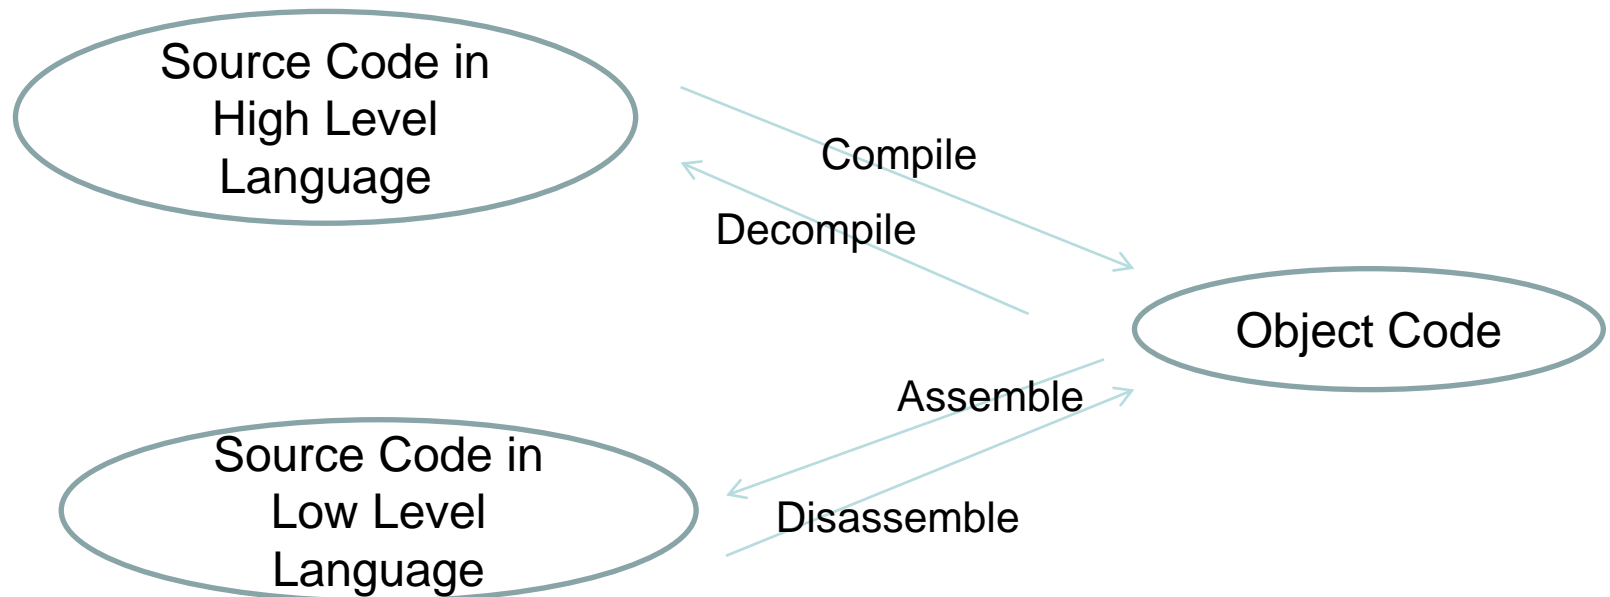 Source Code in
High Level
Language
Compile
Decompile
Object Code
Assemble
Source Code in
Low Level
Language
Disassemble